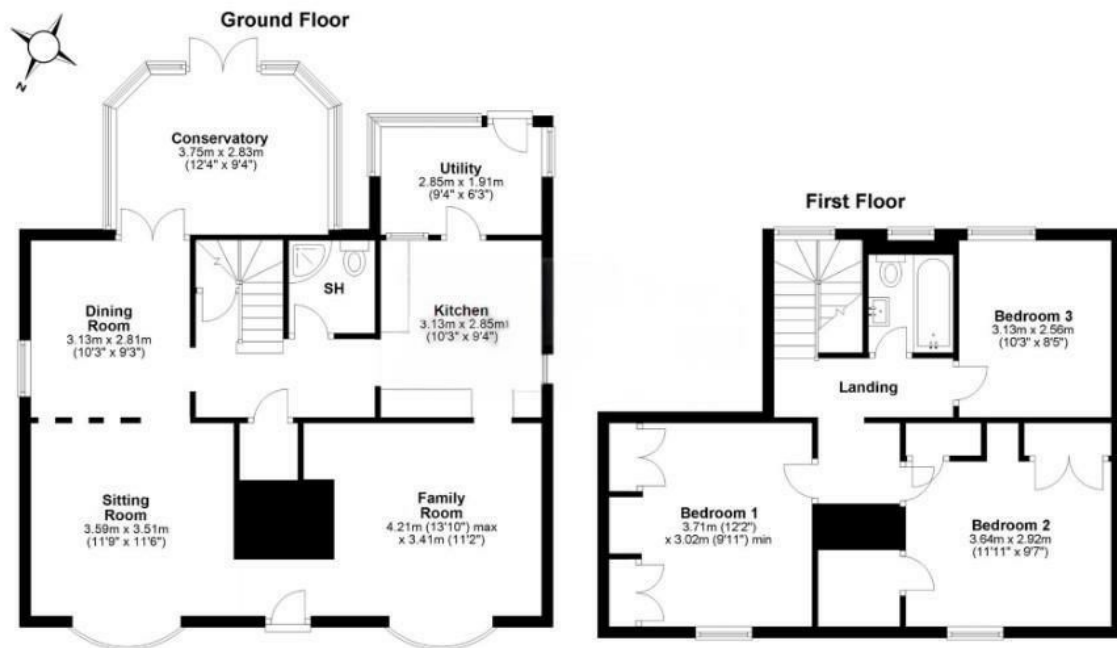 Ground Floor
N
Conservatory
3.75m x 2.83m
(12'4" x 9'4")
Utility
2.85m x 1.91m
(9'4" x 6'3")
Dining
Room
3.13m x 2.81m
(10'3" x 9'3")
SH
Kitchen
3.13m x 2.85m
(10'3" x 9'4")
Sitting
Room
3.59m x 3.51m
(11'9" x 11'6")
Family
Room
4.21m (13'10") max
x 3.41m (11'2")
First Floor
Bedroom 3
3.13m x 2.56m
(10'3" x 8'5")
Landing
Bedroom 1
3.71m (12'2")
x 3.02m (9'11") min
Bedroom 2
3.64m x 2.92m
(11'11" x 9'7")